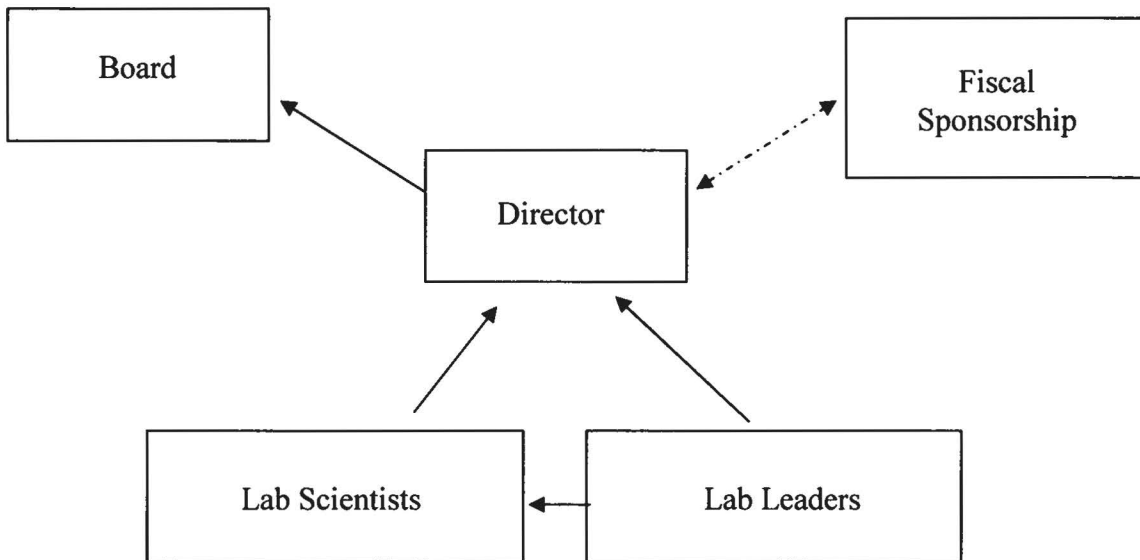 Board
Fiscal
Sponsorship
Director
Lab Scientists
Lab Leaders